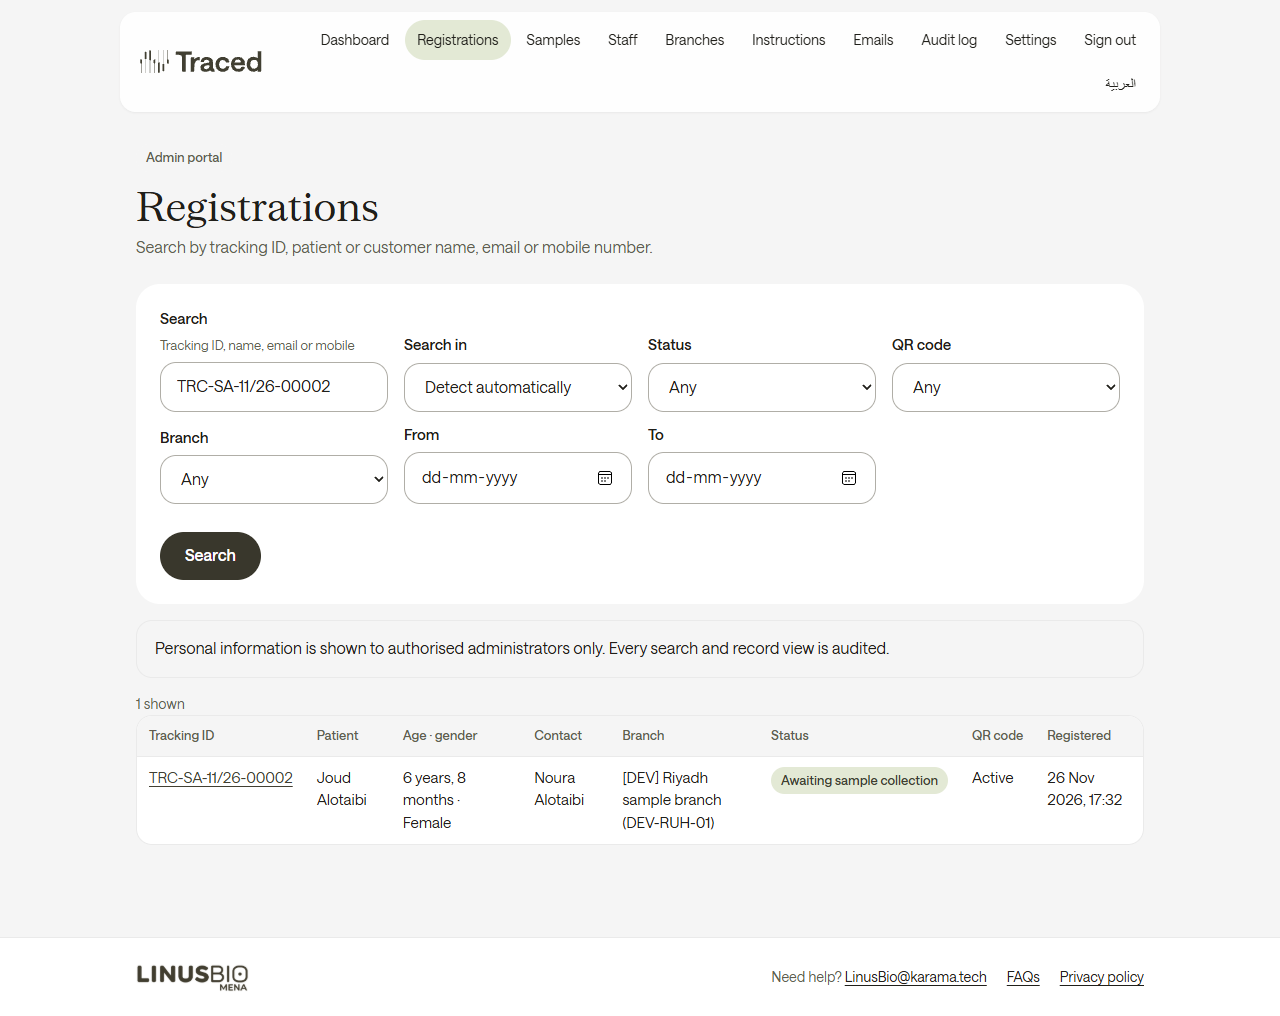 Traced
Dashboard
Registrations
Samples
Staff
Branches
Instructions
Emails
Audit log
Settings
Sign out
العربية
Admin portal
Registrations
Search by tracking ID, patient or customer name, email or mobile number.
Search
Tracking ID, name, email or mobile
TRC-SA-11/26-00002
Search in
Detect automatically
Status
Any
QR code
Any
Branch
Any
From
dd-mm-yyyy
To
dd-mm-yyyy
Search
Personal information is shown to authorised administrators only. Every search and record view is audited.
1 shown
Tracking ID Patient Age · gender Contact Branch Status QR code Registered
TRC-SA-11/26-00002
Joud
Alotaibi
6 years, 8
months ·
Female
Noura
Alotaibi
[DEV] Riyadh
sample branch
(DEV-RUH-01)
Awaiting sample collection
Active
26 Nov
2026, 17:32
LINUSBIO
MENA
Need help? LinusBio@karama.tech
FAQs
Privacy policy